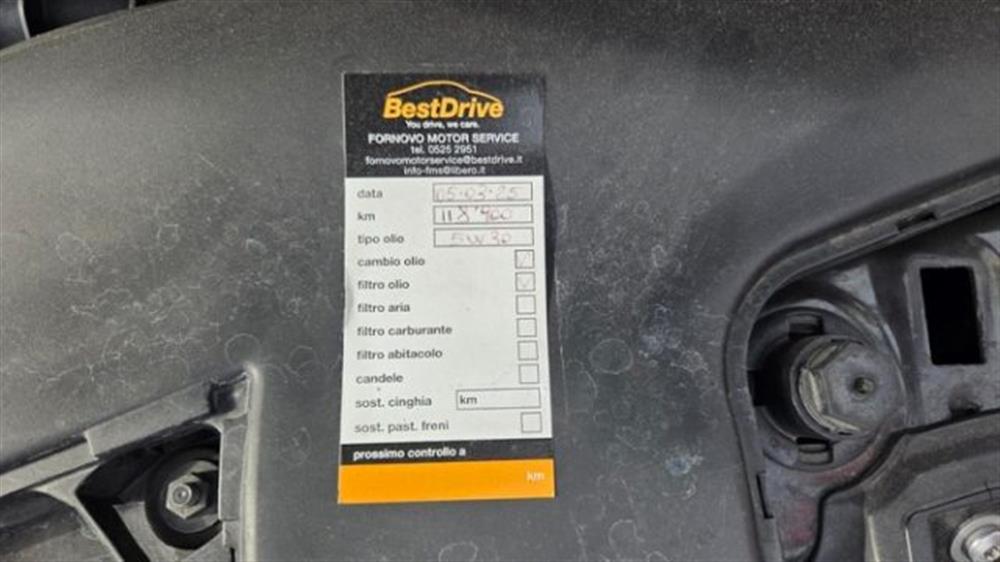 BestDrive
You drive, we care.
FORNOVO MOTOR SERVICE
tel. 0525 2951
fornovomotorservice@bestdrive.it
info-fms@libero.it
data 05-03-25
km
tipo olio 5W30
cambio olio
filtro olio
filtro aria
filtro carburante
filtro abitacolo
candele
sost. cinghia km
sost. past. freni
prossimo controllo a
km